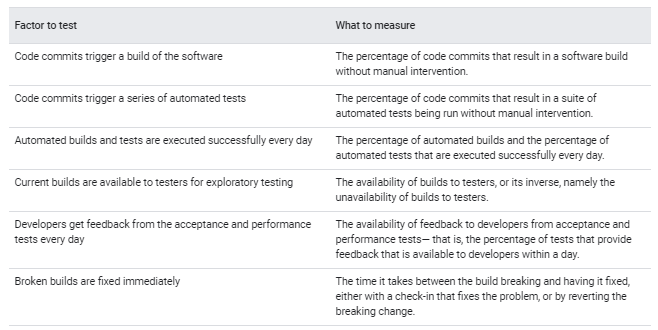 Factor to test
What to measure
Code commits trigger a build of the software
The percentage of code commits that result in a software build
without manual intervention.
Code commits trigger a series of automated tests
The percentage of code commits that result in a suite of
automated tests being run without manual intervention.
Automated builds and tests are executed successfully every day
The percentage of automated builds and the percentage of
automated tests that are executed successfully every day.
Current builds are available to testers for exploratory testing
The availability of builds to testers, or its inverse, namely the
unavailability of builds to testers.
Developers get feedback from the acceptance and performance
tests every day
The availability of feedback to developers from acceptance and
performance tests— that is, the percentage of tests that provide
feedback that is available to developers within a day.
Broken builds are fixed immediately
The time it takes between the build breaking and having it fixed,
either with a check-in that fixes the problem, or by reverting the
breaking change.